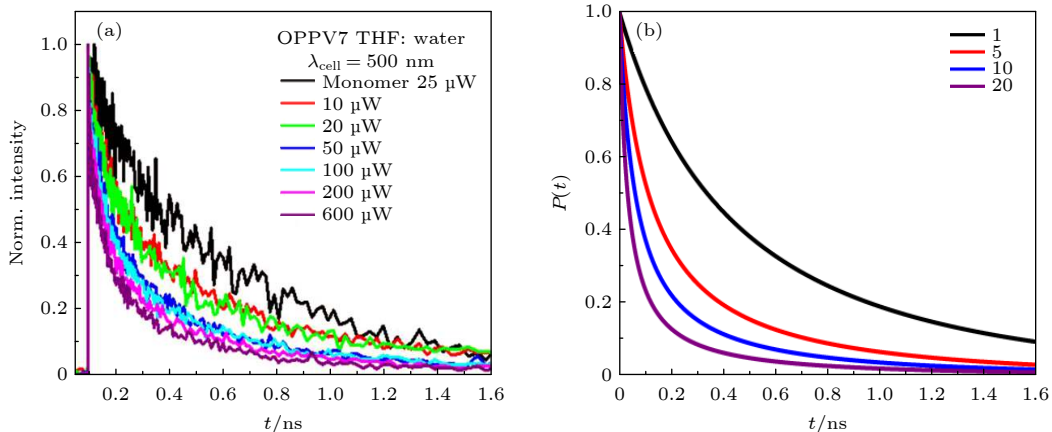 (a)
OPPV7 THF: water
λcell = 500 nm
Monomer 25 µW
10 µW
20 µW
50 µW
100 µW
200 µW
600 µW
Norm. intensity
1.0
0.8
0.6
0.4
0.2
0
0.2 0.4 0.6 0.8 1.0 1.2 1.4 1.6
t/ns
(b)
1
5
10
20
P(t)
1.0
0.8
0.6
0.4
0.2
0
0 0.2 0.4 0.6 0.8 1.0 1.2 1.4 1.6
t/ns